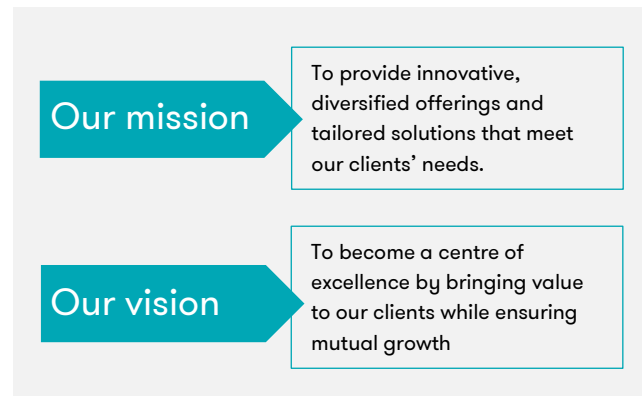 Our mission
To provide innovative,
diversified offerings and
tailored solutions that meet
our clients’ needs.
Our vision
To become a centre of
excellence by bringing value
to our clients while ensuring
mutual growth